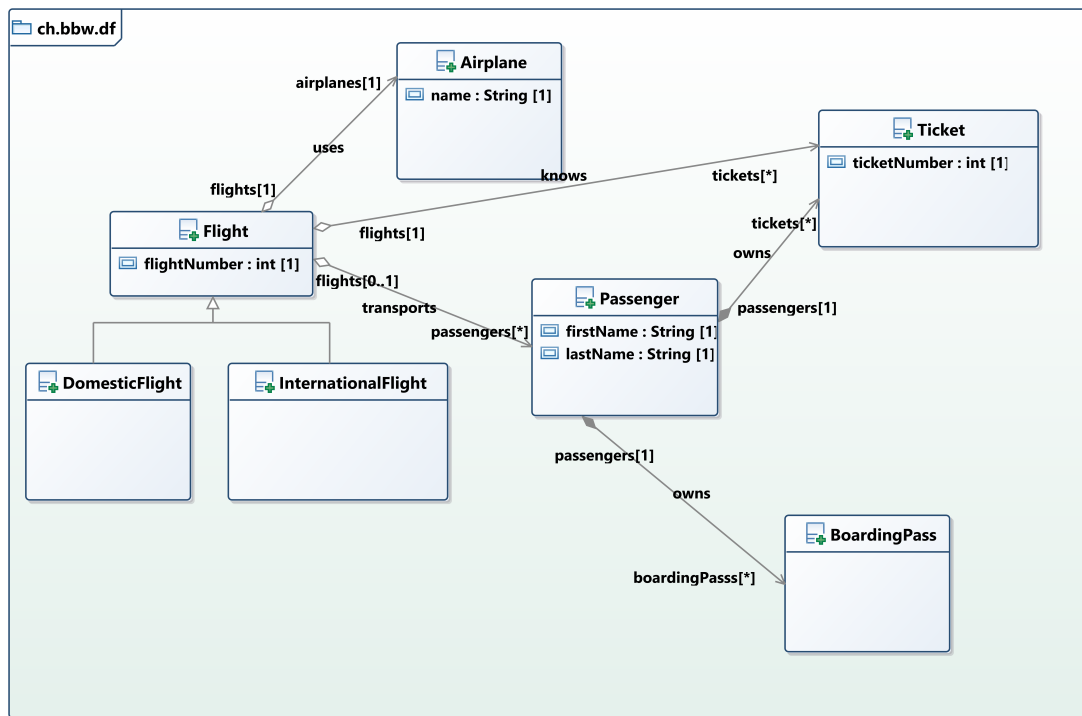 ch.bbw.df
Airplane
airplanes[1]
name : String [1]
uses
Ticket
ticketNumber : int [1]
knows
tickets[*]
flights[1]
Flight
flights[1]
tickets[*]
flightNumber : int [1]
owns
flights[0..1]
transports
Passenger
passengers[1]
passengers[*]
firstName : String [1]
lastName : String [1]
DomesticFlight
InternationalFlight
passengers[1]
owns
BoardingPass
boardingPasss[*]